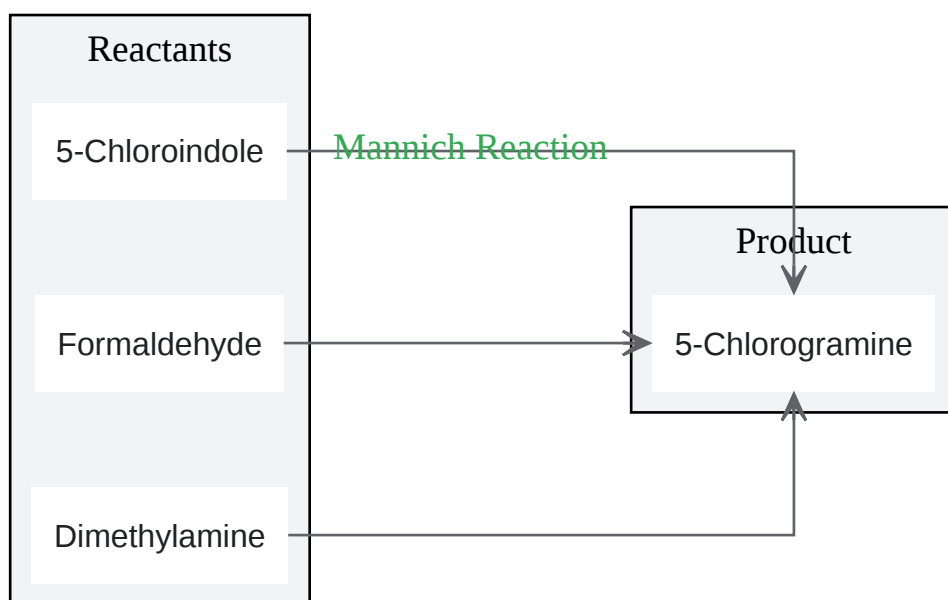 Reactants
5-Chloroindole
Mannich Reaction
Product
Formaldehyde
5-Chlorogramine
Dimethylamine